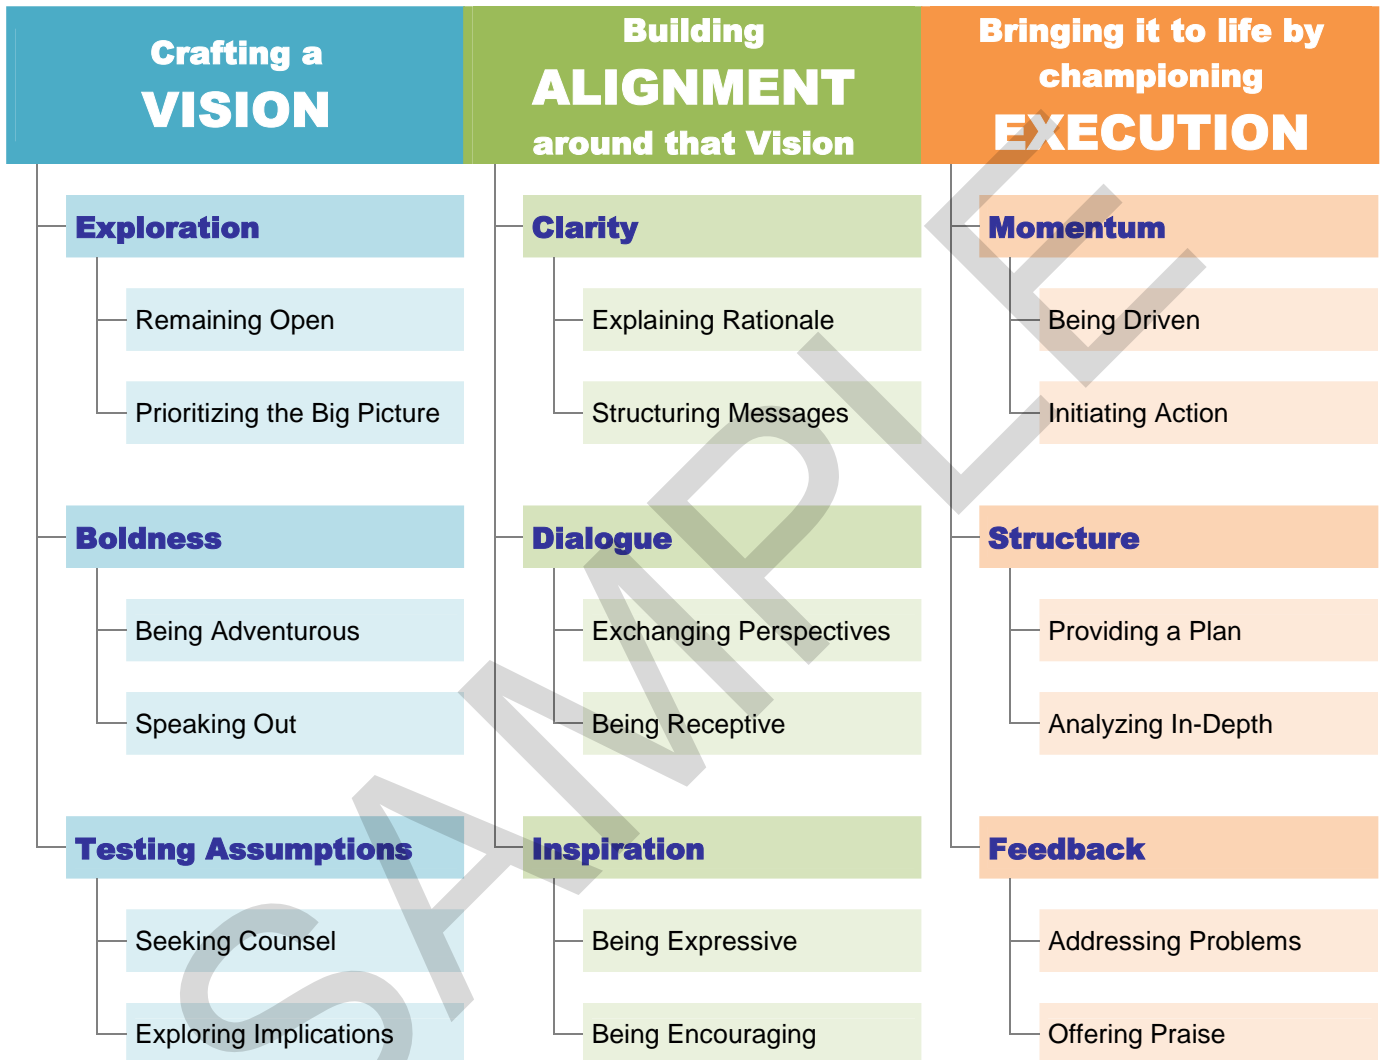 Crafting a
VISION
Exploration
Remaining Open
Prioritizing the Big Picture
Boldness
Being Adventurous
Speaking Out
Testing Assumptions
Seeking Counsel
Exploring Implications
Building
ALIGNMENT
around that Vision
Clarity
Explaining Rationale
Structuring Messages
Dialogue
Exchanging Perspectives
Being Receptive
Inspiration
Being Expressive
Being Encouraging
Bringing it to life by
championing
EXECUTION
Momentum
Being Driven
Initiating Action
Structure
Providing a Plan
Analyzing In-Depth
Feedback
Addressing Problems
Offering Praise
SAMPLE